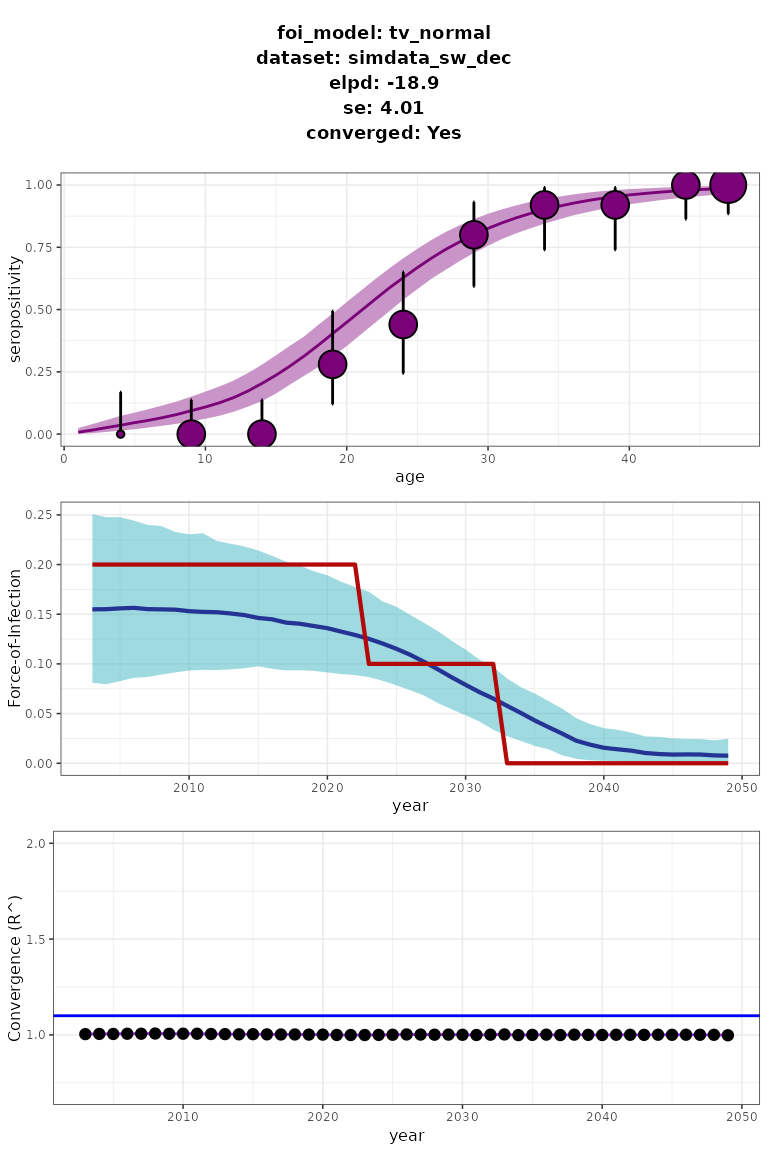 foi_model: tv_normal
dataset: simdata_sw_dec
elpd: -18.9
se: 4.01
converged: Yes
1.00
0.75
0.50
0.25
0.00
seropositivity
0 10 20 30 40
age
0.25
0.20
0.15
0.10
0.05
0.00
Force-of-Infection
2010 2020 2030 2040 2050
year
2.0
1.5
1.0
Convergence (R^)
2010 2020 2030 2040 2050
year